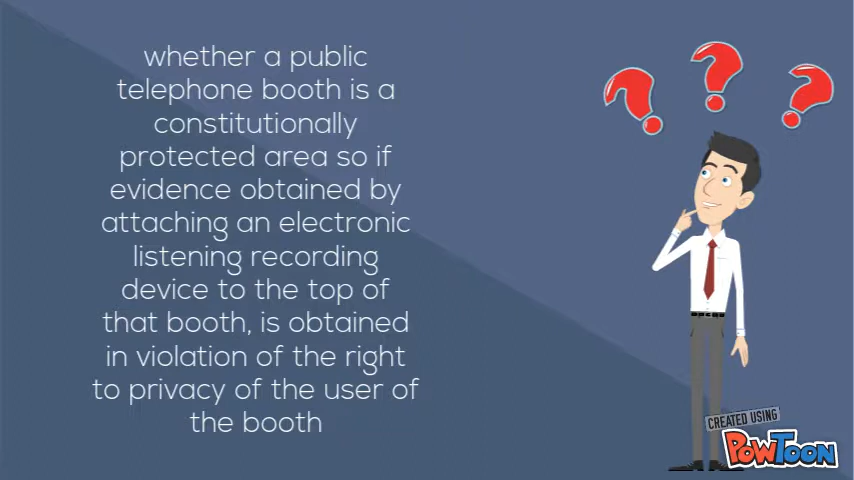 whether a public
telephone booth is a
constitutionally
protected area so if
evidence obtained by
attaching an electronic
listening recording
device to the top of
that booth, is obtained
in violation of the right
to privacy of the user of
the booth
CREATED USING
POWTOON